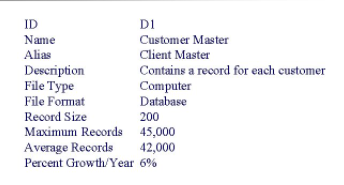 ID D1
Name Customer Master
Alias Client Master
Description Contains a record for each customer
File Type Computer
File Format Database
Record Size 200
Maximum Records 45,000
Average Records 42,000
Percent Growth/Year 6%